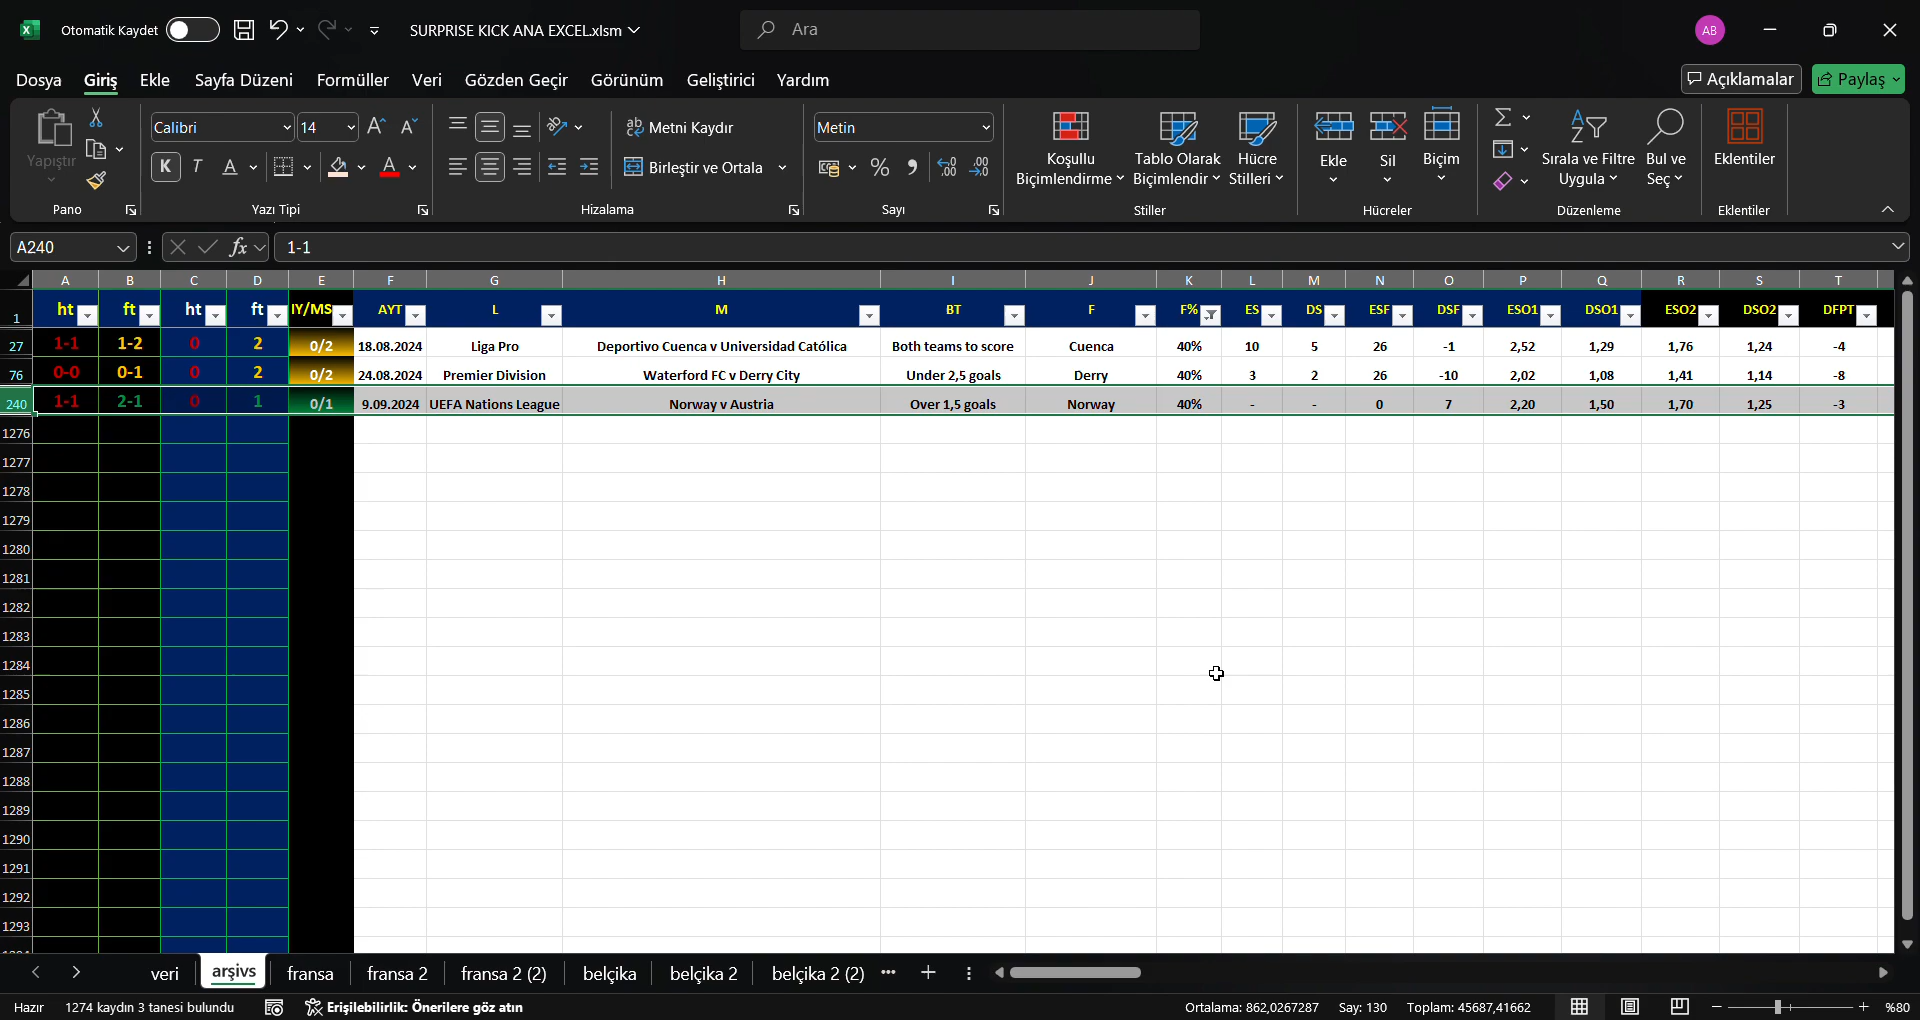 Otomatik Kaydet
SURPRISE KICK ANA EXCEL.xlsm
Ara
AB
Dosya Giriş Ekle Sayfa Düzeni Formüller Veri Gözden Geçir Görünüm Geliştirici Yardım
Açıklamalar Paylaş
Yapıştır
Pano
Calibri 14
K T A
Yazı Tipi
Metni Kaydır
Birleştir ve Ortala
Hizalama
Metin
Sayı
Koşullu Biçimlendirme
Tablo Olarak Biçimlendir
Hücre Stilleri
Stiller
Ekle Sil Biçim
Hücreler
Sırala ve Filtre Uygula
Bul ve Seç
Düzenleme
Eklentiler
Eklentiler
A240 fx 1-1
A B C D E F G H I J K L M N O P Q R S T
1 ht ft ht ft IY/MS AYT L M BT F F% ES DS ESF DSF ESO1 DSO1 ESO2 DSO2 DFPT
27 1-1 1-2 0 2 0/2 18.08.2024 Liga Pro Deportivo Cuenca v Universidad Católica Both teams to score Cuenca 40% 10 5 26 -1 2,52 1,29 1,76 1,24 -4
76 0-0 0-1 0 2 0/2 24.08.2024 Premier Division Waterford FC v Derry City Under 2,5 goals Derry 40% 3 2 26 -10 2,02 1,08 1,41 1,14 -8
240 1-1 2-1 0 1 0/1 9.09.2024 UEFA Nations League Norway v Austria Over 1,5 goals Norway 40% - - 0 7 2,20 1,50 1,70 1,25 -3
1276
1277
1278
1279
1280
1281
1282
1283
1284
1285
1286
1287
1288
1289
1290
1291
1292
1293
veri arşivs fransa fransa 2 fransa 2 (2) belçika belçika 2 belçika 2 (2)
Hazır 1274 kaydın 3 tanesi bulundu Erişilebilirlik: Önerilere göz atın Ortalama: 862,0267287 Say: 130 Toplam: 45687,41662 %80